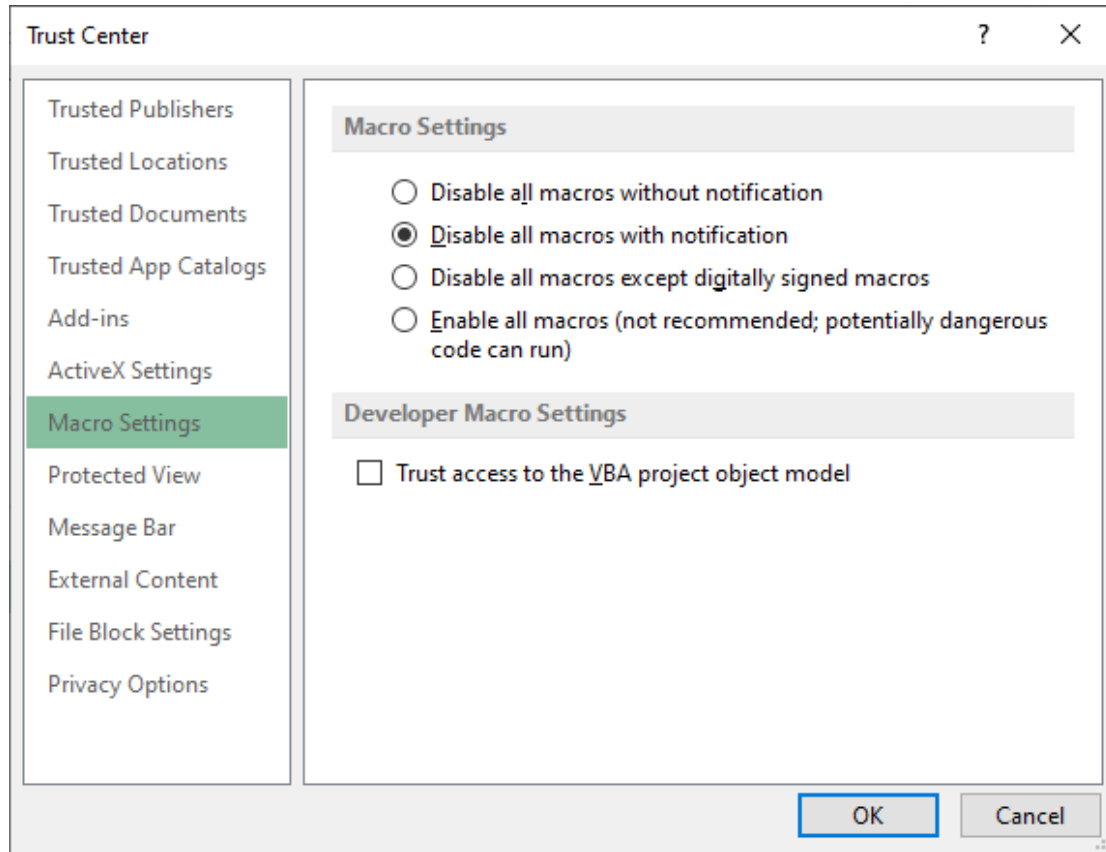 Trust Center
?
Trusted Publishers
Trusted Locations
Trusted Documents
Trusted App Catalogs
Add-ins
ActiveX Settings
Macro Settings
Protected View
Message Bar
External Content
File Block Settings
Privacy Options
Macro Settings
Disable all macros without notification
Disable all macros with notification
Disable all macros except digitally signed macros
Enable all macros (not recommended; potentially dangerous
code can run)
Developer Macro Settings
Trust access to the VBA project object model
OK
Cancel